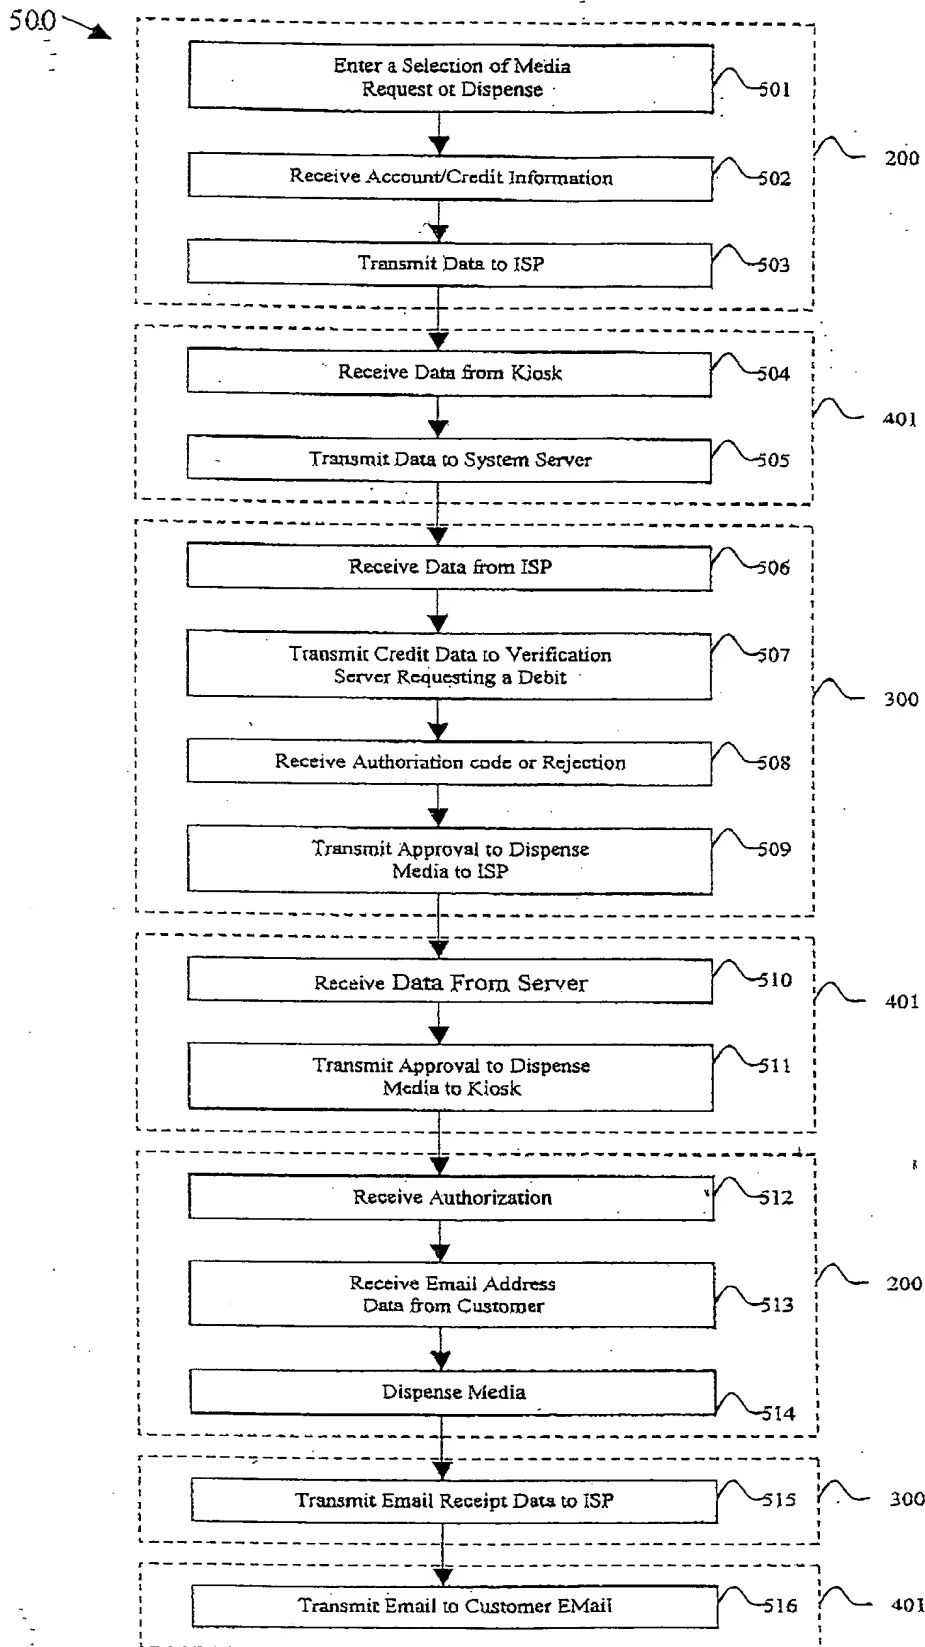 500
Enter a Selection of Media
Request ot Dispense
501
200
Receive Account/Credit Information
502
Transmit Data to ISP
503
Receive Data from Kiosk
504
401
Transmit Data to System Server
505
Receive Data from ISP
506
Transmit Credit Data to Verification
Server Requesting a Debit
507
300
Receive Authoriation code or Rejection
508
Transmit Approval to Dispense
Media to ISP
509
Receive Data From Server
510
401
Transmit Approval to Dispense
Media to Kiosk
511
Receive Authorization
512
Receive Email Address
Data from Customer
513
200
Dispense Media
514
Transmit Email Receipt Data to ISP
515
300
Transmit Email to Customer EMail
516
401